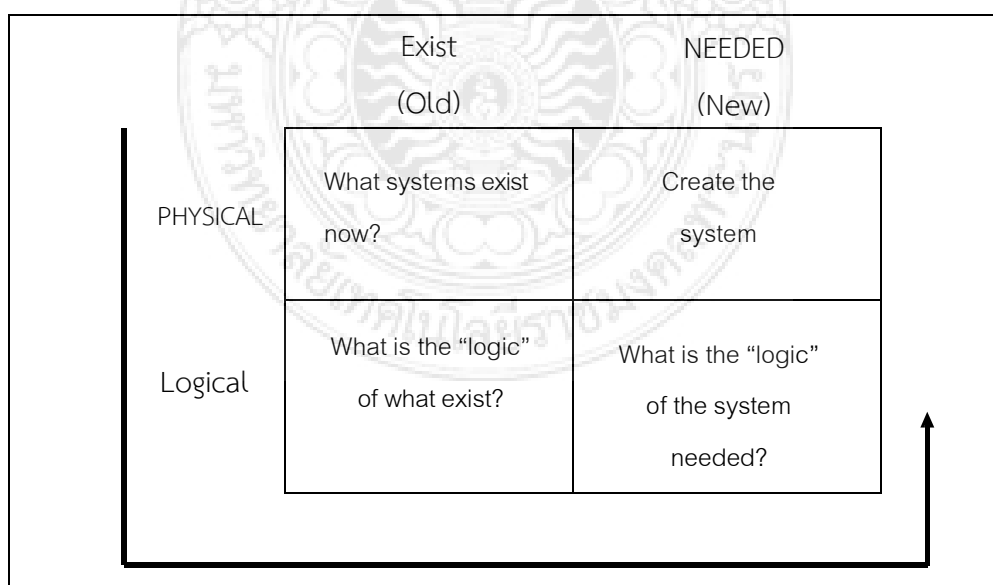 Exist
(Old)
NEEDED
(New)
PHYSICAL
What systems exist
now?
Create the
system
Logical
What is the “logic”
of what exist?
What is the “logic”
of the system
needed?